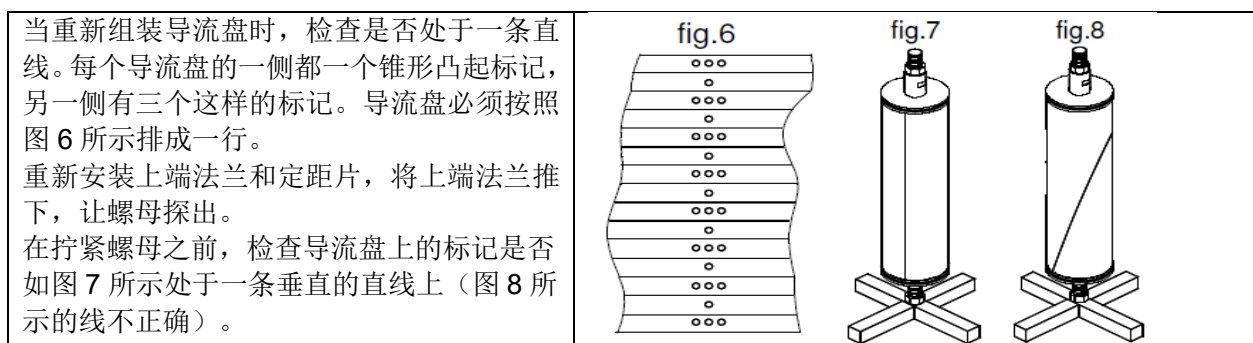 当重新组装导流盘时，检查是否处于一条直
线。每个导流盘的一侧都一个锥形凸起标记，
另一侧有三个这样的标记。导流盘必须按照
图 6 所示排成一行。
重新安装上端法兰和定距片，将上端法兰推
下，让螺母探出。
在拧紧螺母之前，检查导流盘上的标记是否
如图 7 所示处于一条垂直的直线上（图 8 所
示的线不正确）。
fig.6
fig.7
fig.8